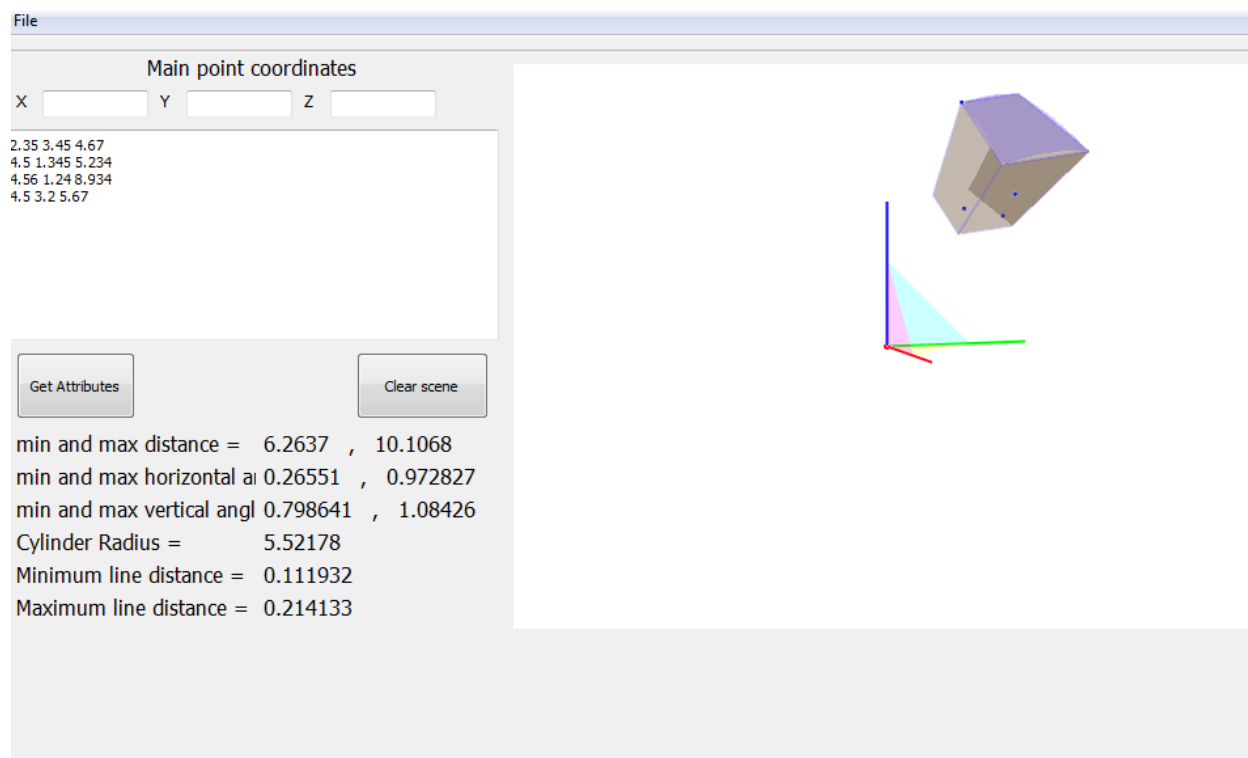 File
Main point coordinates
X Y Z
2.35 3.45 4.67
4.5 1.345 5.234
4.56 1.24 8.934
4.5 3.2 5.67
Get Attributes Clear scene
min and max distance = 6.2637 , 10.1068
min and max horizontal a 0.26551 , 0.972827
min and max vertical angl 0.798641 , 1.08426
Cylinder Radius = 5.52178
Minimum line distance = 0.111932
Maximum line distance = 0.214133